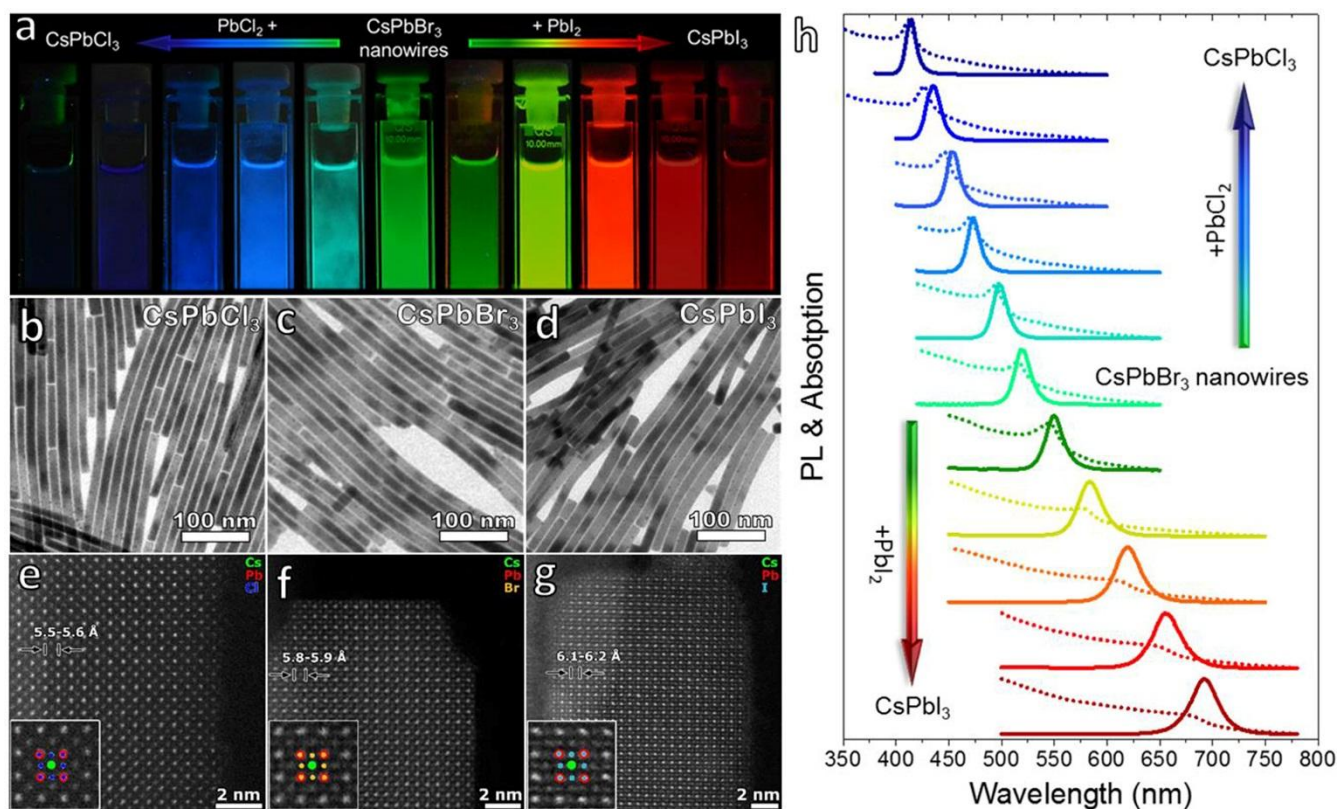 a
CsPbCl₃
PbCl₂ +
CsPbBr₃
nanowires
+ PbI₂
CsPbI₃
QS
10.00mm
QS
10.00mm
b
CsPbCl₃
100 nm
c
CsPbBr₃
100 nm
d
CsPbI₃
100 nm
e
Cs
Pb
Cl
5.5-5.6 Å
2 nm
f
Cs
Pb
Br
5.8-5.9 Å
2 nm
g
Cs
Pb
I
6.1-6.2 Å
2 nm
h
PL & Absotption
CsPbCl₃
+PbCl₂
CsPbBr₃ nanowires
+PbI₂
CsPbI₃
350 400 450 500 550 600 650 700 750 800
Wavelength (nm)